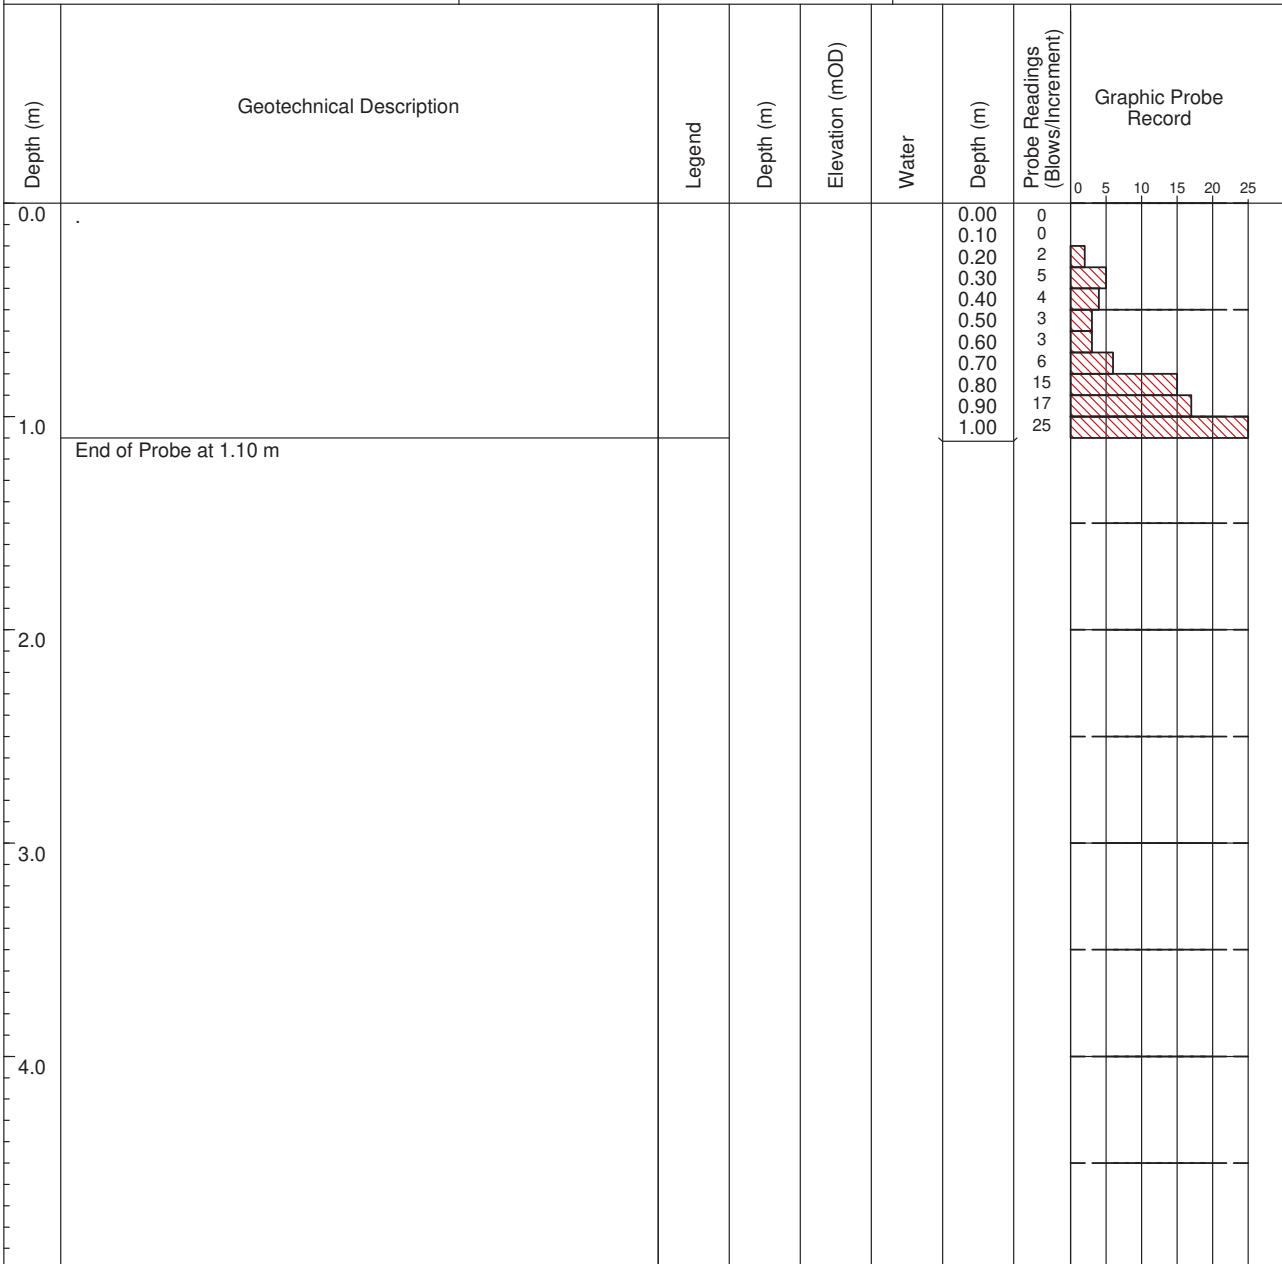 Depth (m)
Geotechnical Description
Legend
Depth (m)
Elevation (mOD)
Water
Depth (m)
Probe Readings
(Blows/Increment)
Graphic Probe
Record
0 5 10 15 20 25
0.0 . 0.00 0
0.10 0
0.20 2
0.30 5
0.40 4
0.50 3
0.60 3
0.70 6
0.80 15
0.90 17
1.0 1.00 25
End of Probe at 1.10 m
2.0
3.0
4.0